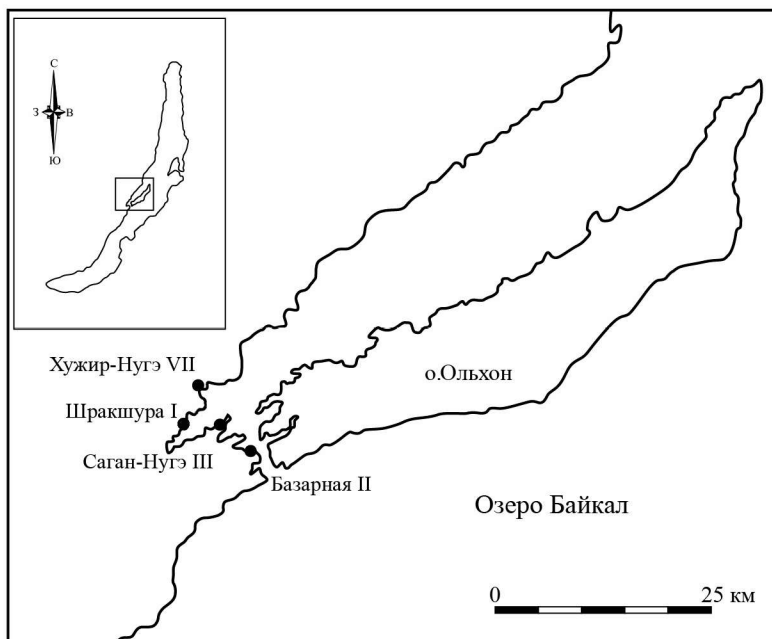 С
З
В
Ю
Хужир-Нугэ VII
Шракшура I
Саган-Нугэ III
о.Ольхон
Базарная II
Озеро Байкал
0
25 км